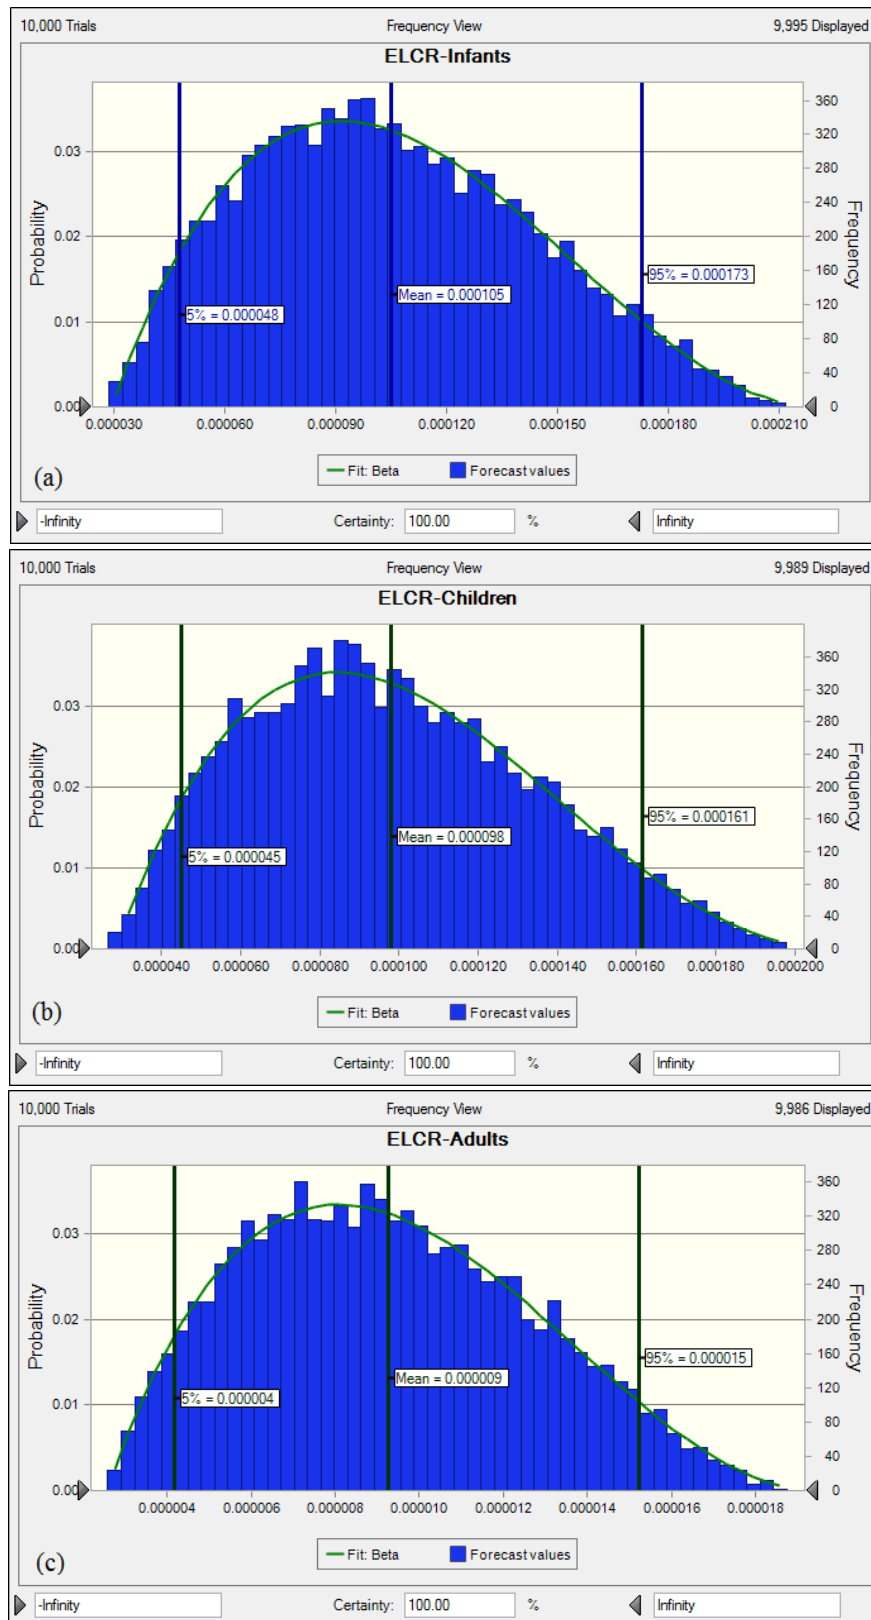 10,000 Trials Frequency View 9,995 Displayed
ELCR-Infants
Probability
Frequency
0.03
0.02
0.01
0.00
360
320
280
240
200
160
120
80
40
0
5% = 0.000048
Mean = 0.000105
95% = 0.000173
0.000030 0.000060 0.000090 0.000120 0.000150 0.000180 0.000210
Fit: Beta Forecast values
(a)
-Infinity Certainty: 100.00 % Infinity
10,000 Trials Frequency View 9,989 Displayed
ELCR-Children
Probability
Frequency
0.03
0.02
0.01
0.00
360
320
280
240
200
160
120
80
40
0
5% = 0.000045
Mean = 0.000098
95% = 0.000161
0.000040 0.000060 0.000080 0.000100 0.000120 0.000140 0.000160 0.000180 0.000200
Fit: Beta Forecast values
(b)
-Infinity Certainty: 100.00 % Infinity
10,000 Trials Frequency View 9,986 Displayed
ELCR-Adults
Probability
Frequency
0.03
0.02
0.01
0.00
360
320
280
240
200
160
120
80
40
0
5% = 0.000004
Mean = 0.000009
95% = 0.000015
0.000004 0.000006 0.000008 0.000010 0.000012 0.000014 0.000016 0.000018
Fit: Beta Forecast values
(c)
-Infinity Certainty: 100.00 % Infinity